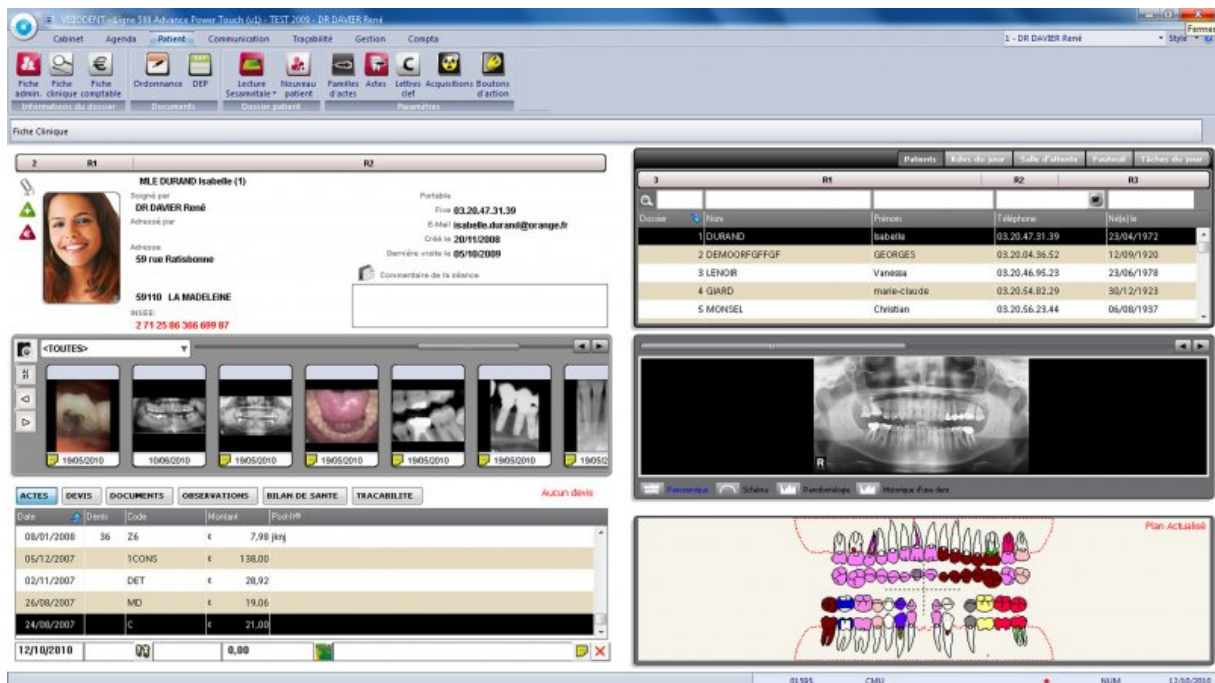 VISIODENT - Ligne 500 Advance Power Touch (v1) - TEST 2009 - DR DAVIER René
Fermer
Cabinet Agenda Patient Communication Traçabilité Gestion Compta
1 - DR DAVIER René Style
Fiche admin. Fiche clinique Fiche comptable Ordonnance DEP Lecture Sesamvitale Nouveau patient Familles d'actes Actes Lettres clef Acquisitions Boutons d'action
Informations du dossier Documents Dossier patient Paramètres
Fiche Clinique
2 R1 R2
MLE DURAND Isabelle (1)
Soigné par
DR DAVIER René
Adressé par
Adresse
59 rue Ratisbonne
59110 LA MADELEINE
INSEE:
2 71 25 86 366 699 87
Portable
Fixe 03.20.47.31.39
E-Mail isabelle.durand@orange.fr
Créé le 20/11/2008
Dernière visite le 05/10/2009
Commentaire de la séance
Patients Rdvs du jour Salle d'attente Fauteuil Tâches du jour
3 R1 R2 R3
Dossier Nom Prénom Téléphone Né(e) le
1 DURAND Isabelle 03.20.47.31.39 23/04/1972
2 DEMOORFGFFGF GEORGES 03.20.04.36.52 12/09/1920
3 LENOIR Vanessa 03.20.46.95.23 23/06/1978
4 GIARD marie-claude 03.20.54.82.29 30/12/1923
5 MONSEL Christian 03.20.56.23.44 06/08/1937
<TOUTES>
19/05/2010 10/06/2010 19/05/2010 19/05/2010 19/05/2010 19/05/2010 19/05/2
R
Panoramique Schéma Parodontologie Historique d'une dent
ACTES DEVIS DOCUMENTS OBSERVATIONS BILAN DE SANTE TRACABILITE
Aucun devis
Date Dents Code Montant Post-It®
08/01/2008 36 Z6 € 7,98 jknj
05/12/2007 1CONS € 138,00
02/11/2007 DET € 28,92
26/08/2007 MD € 19,06
24/08/2007 C € 21,00
12/10/2010 0,00
Plan Actualisé
01595 CMU NUM 12/10/2010